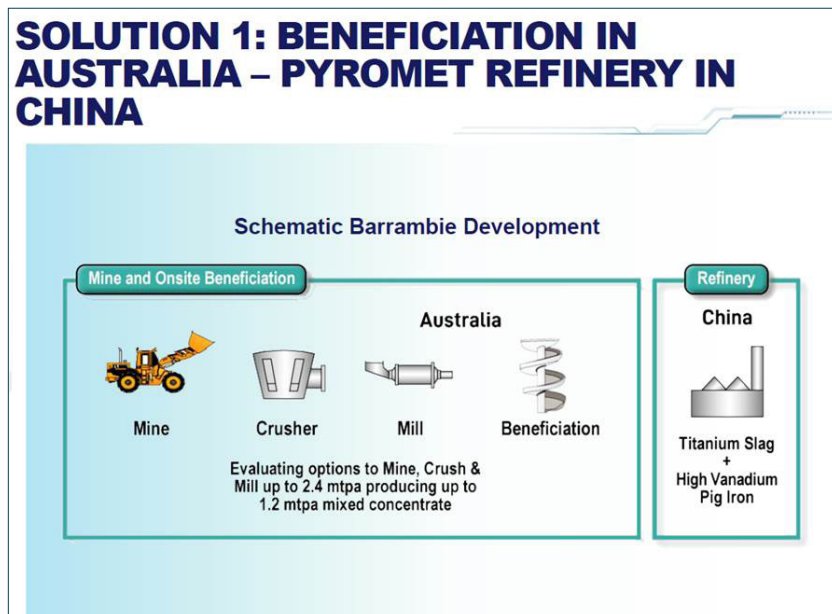 SOLUTION 1: BENEFICIATION IN
AUSTRALIA – PYROMET REFINERY IN
CHINA
Schematic Barrambie Development
Mine and Onsite Beneficiation
Australia
Mine
Crusher
Mill
Beneficiation
Evaluating options to Mine, Crush &
Mill up to 2.4 mtpa producing up to
1.2 mtpa mixed concentrate
Refinery
China
Titanium Slag
+
High Vanadium
Pig Iron